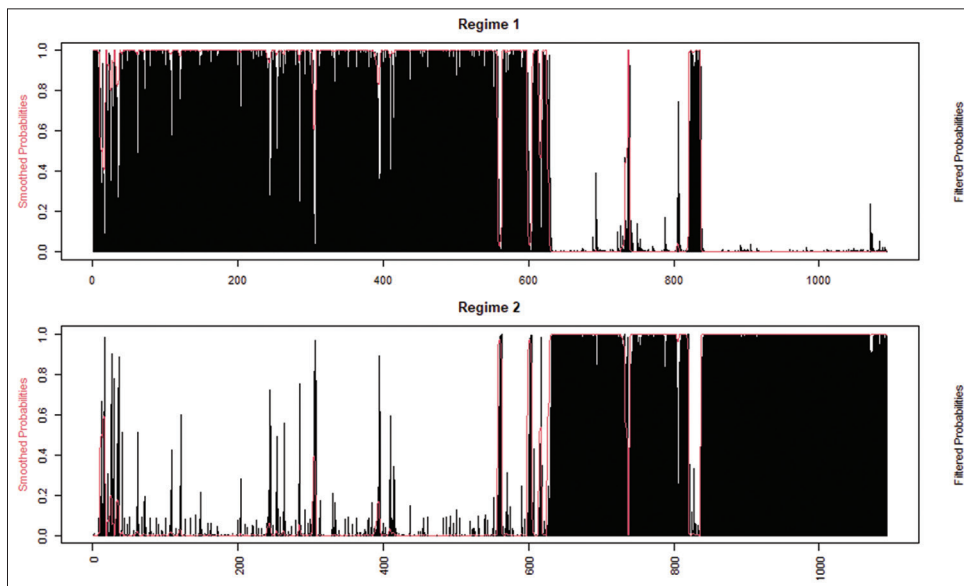 Regime 1
Smoothed Probabilities
0.0 0.2 0.4 0.6 0.8 1.0
Filtered Probabilities
0 200 400 600 800 1000
Regime 2
Smoothed Probabilities
0.0 0.2 0.4 0.6 0.8 1.0
Filtered Probabilities
0 200 400 600 800 1000